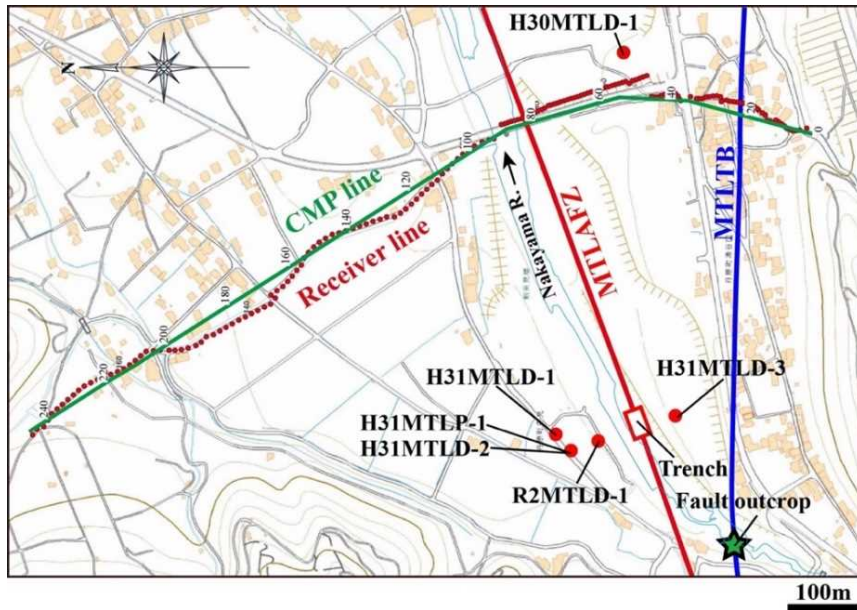 H30MTLD-1
N
0
20
40
60
80
100
120
140
160
180
200
220
240
CMP line
Receiver line
Nakayama R.
MTLAFZ
MTLTB
H31MTLD-1
H31MTLP-1
H31MTLD-2
R2MTLD-1
H31MTLD-3
Trench
Fault outcrop
100m